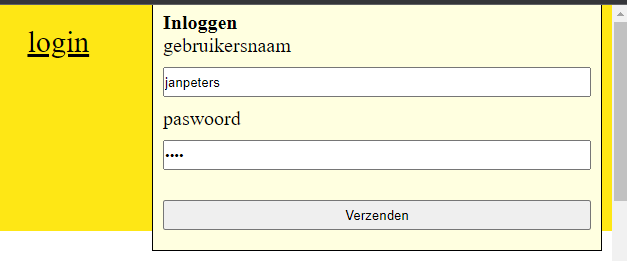 login
Inloggen
gebruikersnaam
janpeters
paswoord
••••
Verzenden